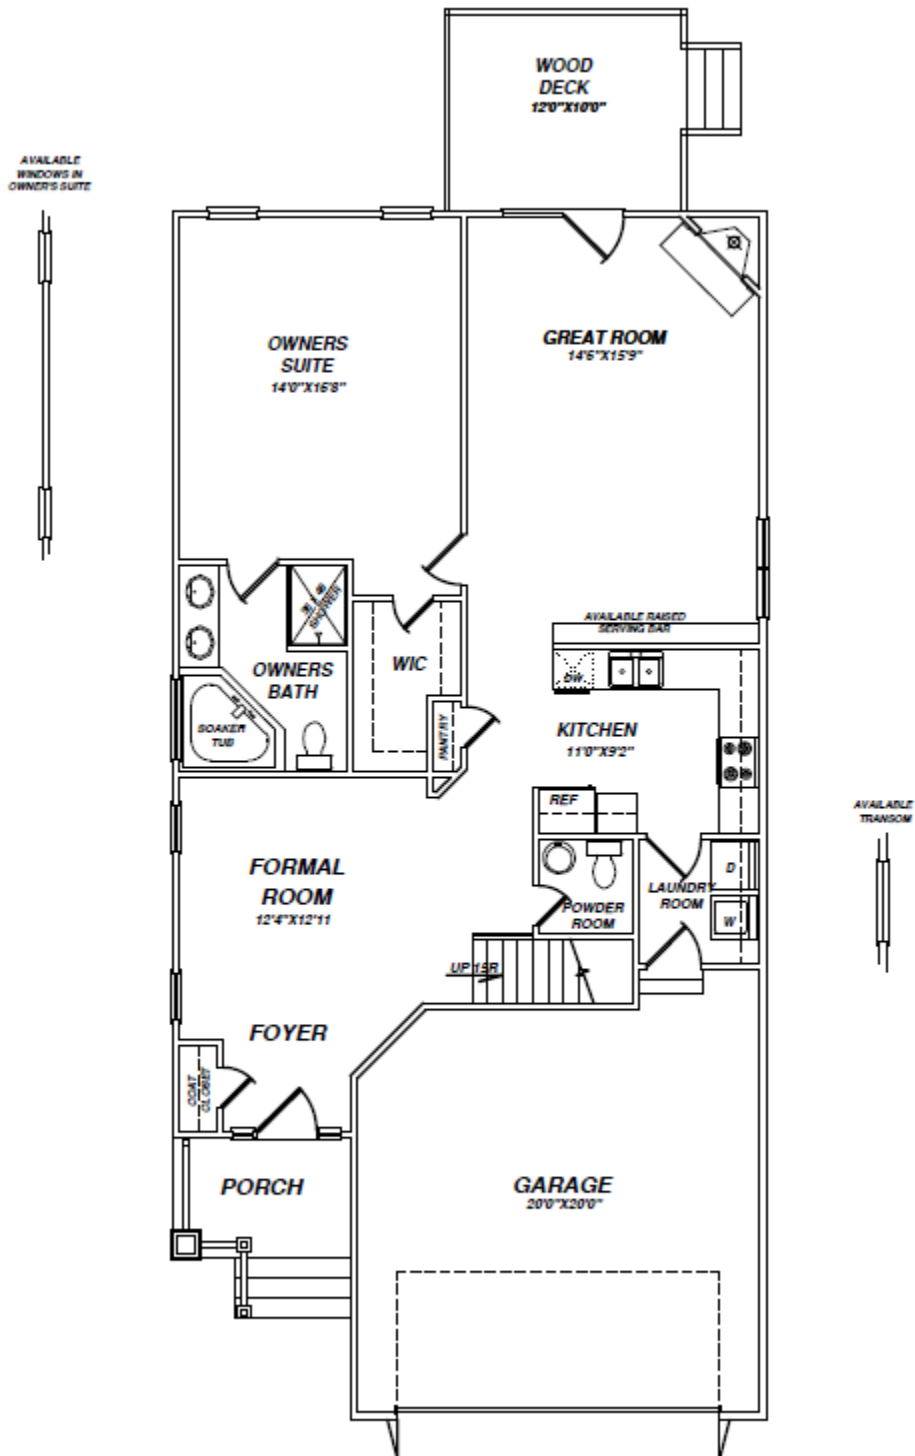 WOOD
DECK
12'0"X10'0"
AVAILABLE
WINDOWS IN
OWNER'S SUITE
OWNERS
SUITE
14'0"X16'8"
GREAT ROOM
14'6"X15'9"
SHOWER
AVAILABLE RAISED
SERVING BAR
OWNERS
BATH
WIC
DW
SOAKER
TUB
PANTRY
KITCHEN
11'0"X9'2"
REF
AVAILABLE
TRANSOM
FORMAL
ROOM
12'4"X12'11
D
LAUNDRY
ROOM
POWDER
ROOM
W
UP 15R
FOYER
COAT
CLOSET
PORCH
GARAGE
20'0"X20'0"